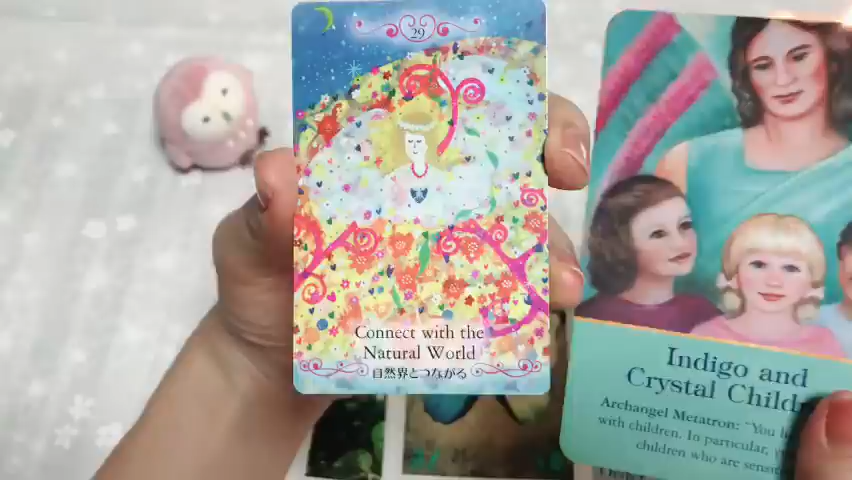 29
Connect with the
Natural World
自然界とつながる
Indigo and
Crystal Child
Archangel Metatron: "You
with children. In particular,
children who are